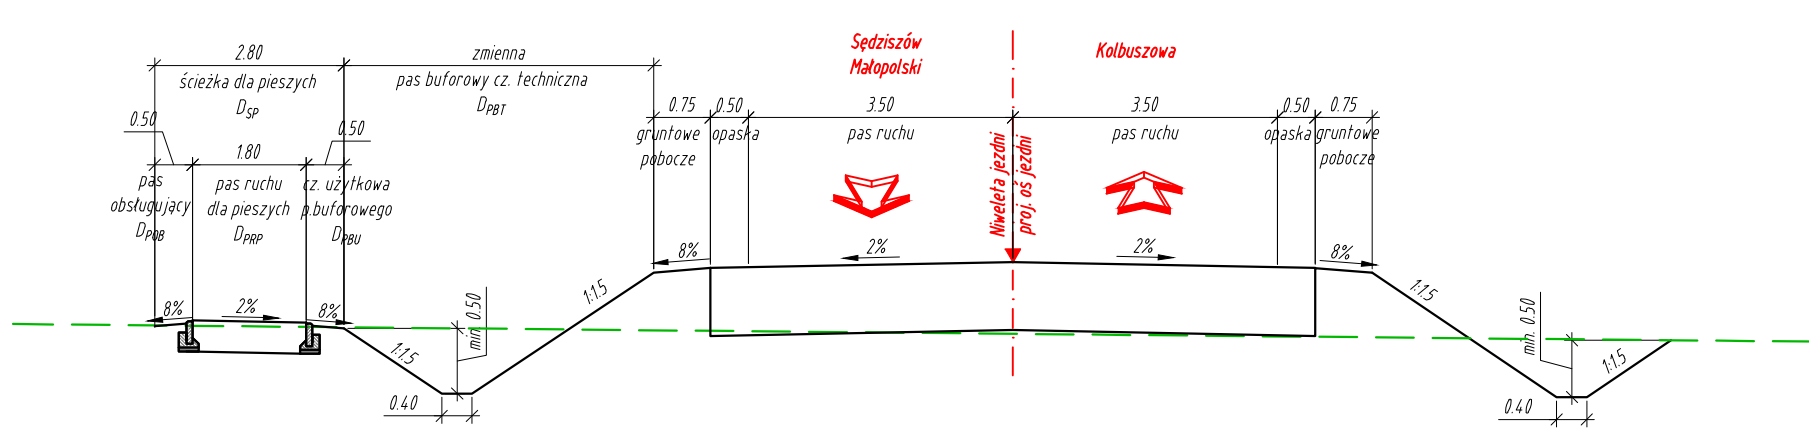 Sędziszów
Małopolski
Kolbuszowa
2.80
ścieżka dla pieszych
DSP
zmienna
pas buforowy cz. techniczna
DPBT
0.50
0.50
1.80
pas
obsługujący
DPOB
pas ruchu
dla pieszych
DPRP
cz. użytkowa
p.buforowego
DPBU
0.75
gruntowe
pobocze
0.50
opaska
3.50
pas ruchu
3.50
pas ruchu
0.50
opaska
0.75
gruntowe
pobocze
Niweleta jezdni
proj. oś jezdni
8%
2%
2%
8%
8%
2%
8%
1:1.5
min. 0.50
1:1.5
0.40
1:1.5
min. 0.50
1:1.5
0.40